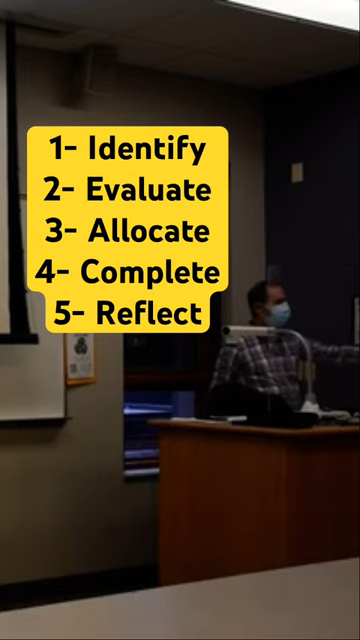 1- Identify
2- Evaluate
3- Allocate
4- Complete
5- Reflect